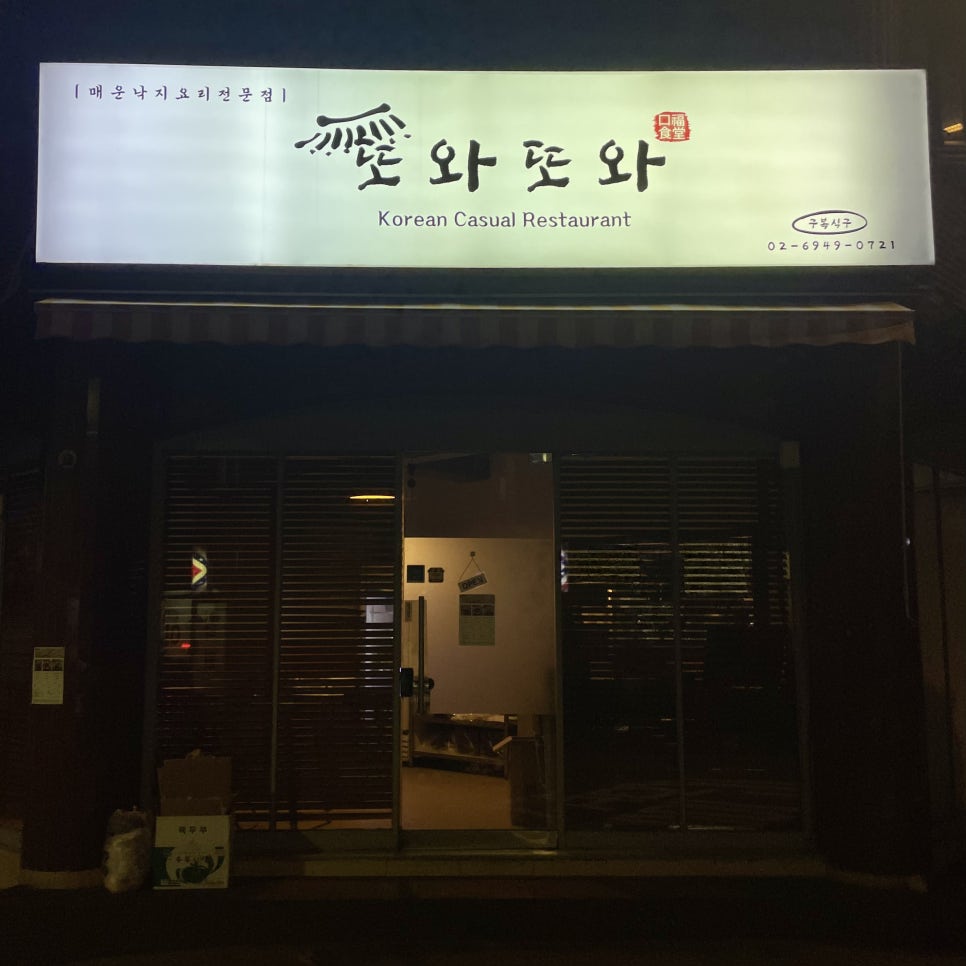 | 매운낙지요리전문점 |
또와또와
口福
食堂
Korean Casual Restaurant
구복식구
02-6949-0721
OPEN